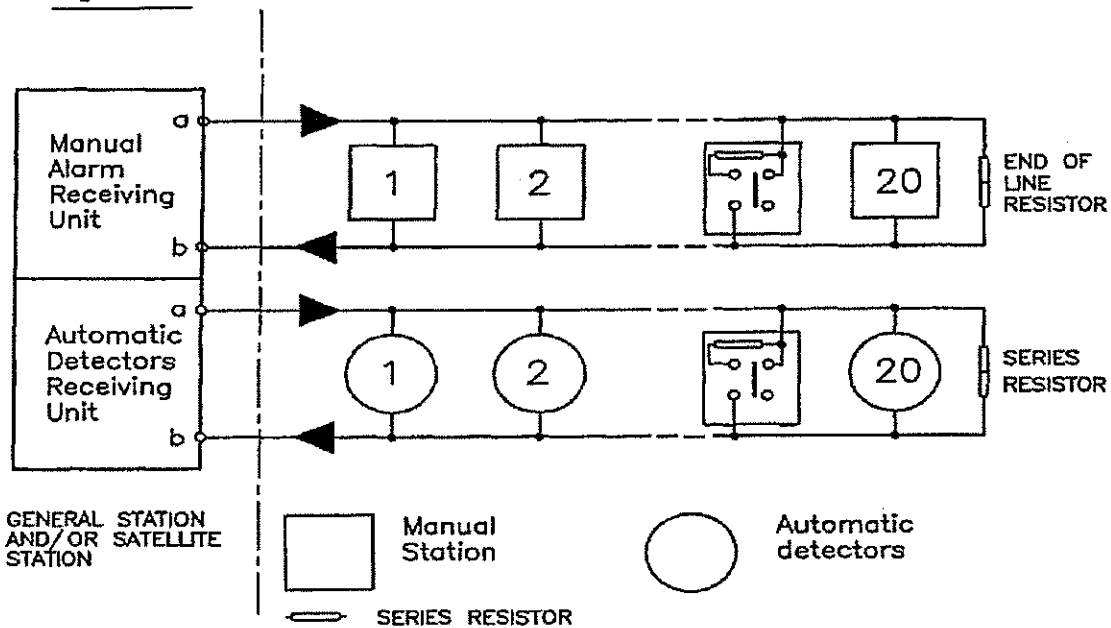 a
Manual
Alarm
Receiving
Unit
b
1
2
20
END OF
LINE
RESISTOR
a
Automatic
Detectors
Receiving
Unit
b
1
2
20
SERIES
RESISTOR
GENERAL STATION
AND/OR SATELLITE
STATION
Manual
Station
Automatic
detectors
SERIES RESISTOR